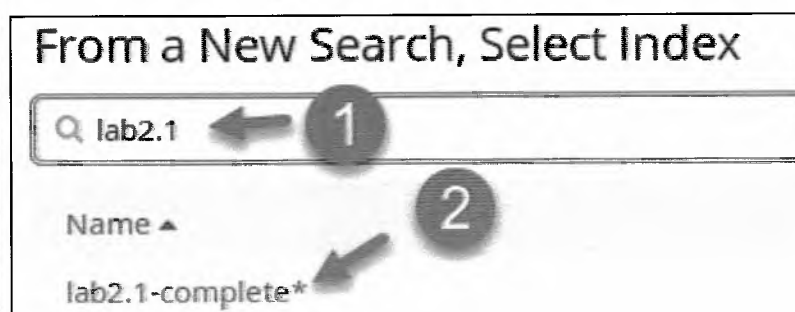 From a New Search, Select Index
lab2.1
1
Name
2
lab2.1-complete*